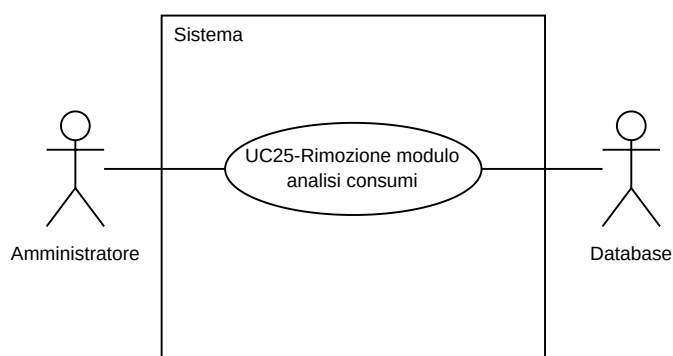 Sistema
UC25-Rimozione modulo
analisi consumi
Amministratore
Database